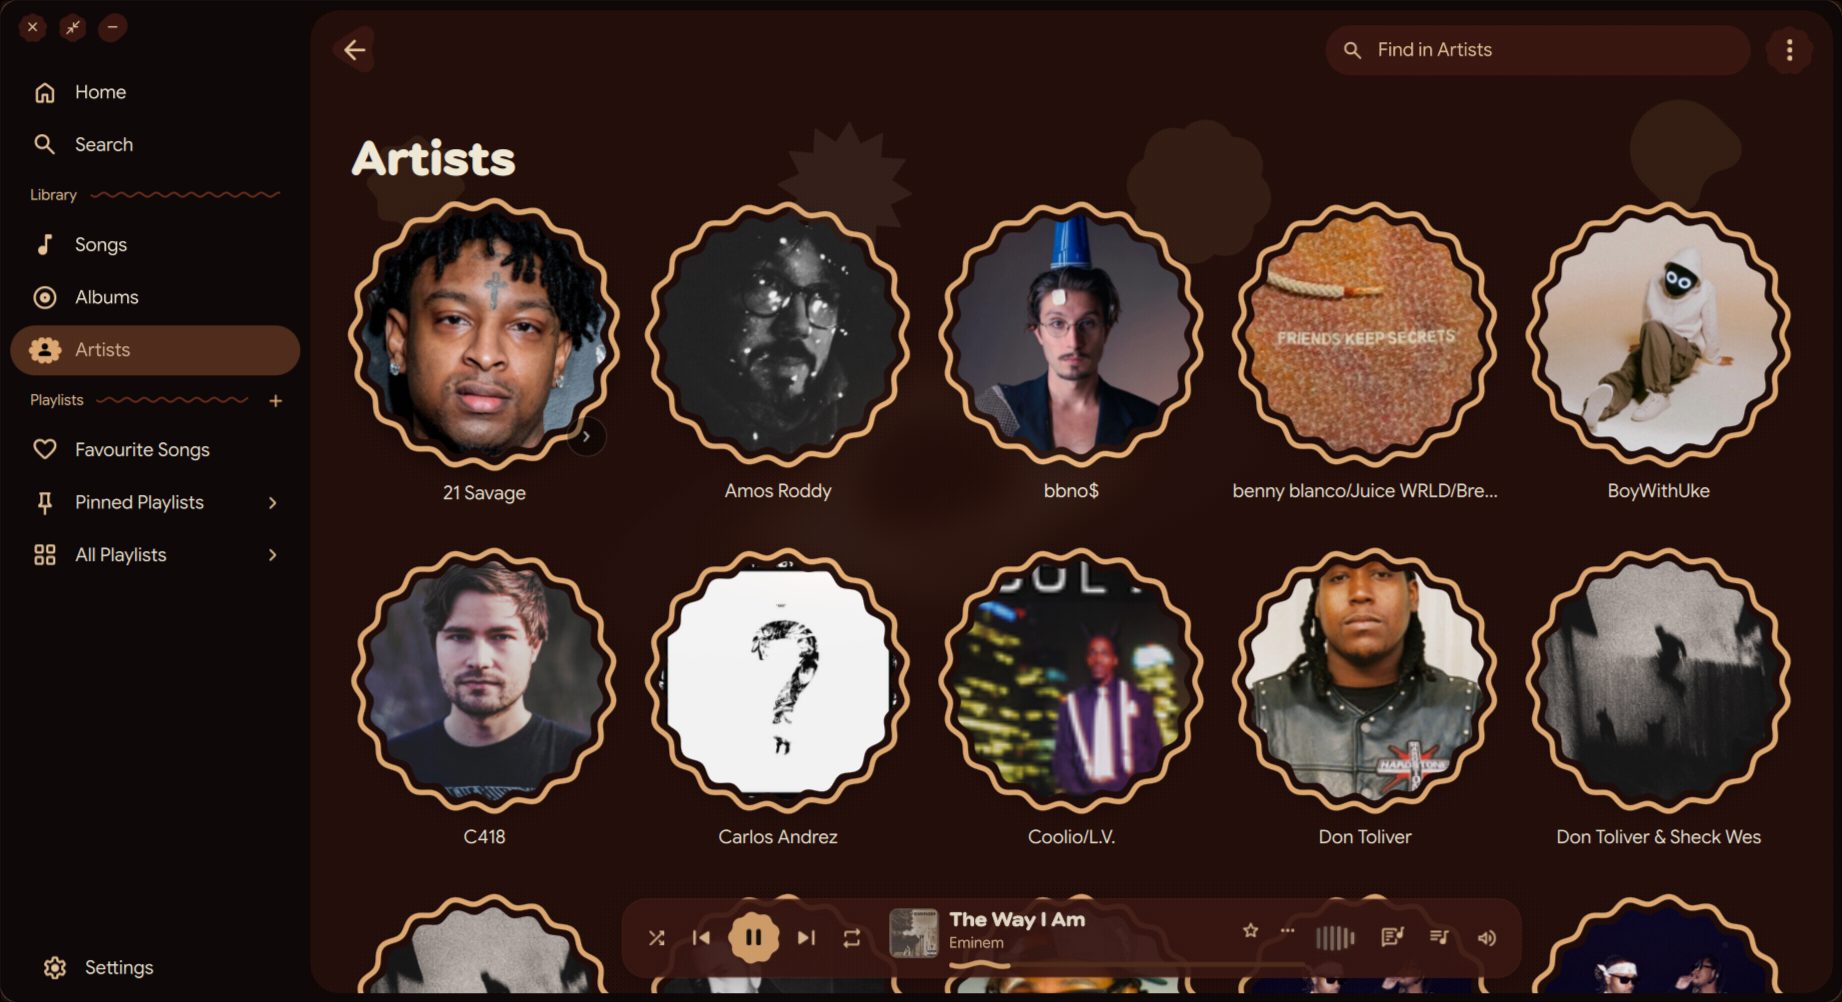 Find in Artists
Home
Search
Library
Songs
Albums
Artists
Playlists
Favourite Songs
Pinned Playlists
All Playlists
Settings
Artists
FRIENDS KEEP SECRETS
21 Savage
Amos Roddy
bbno$
benny blanco/Juice WRLD/Bre...
BoyWithUke
?
C418
Carlos Andrez
Coolio/L.V.
Don Toliver
Don Toliver & Sheck Wes
The Way I Am
Eminem